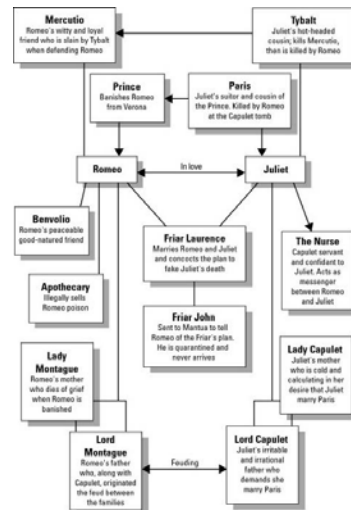 Mercutio
Romeo's witty and loyal
friend who is slain by Tybalt
when defending Romeo
Tybalt
Juliet's hot-headed
cousin; kills Mercutio,
then is killed by Romeo
Prince
Banishes Romeo
from Verona
Paris
Juliet's suitor and cousin of
the Prince. Killed by Romeo
at the Capulet tomb
Romeo
In love
Juliet
Benvolio
Romeo's peaceable
good-natured friend
Friar Laurence
Marries Romeo and Juliet
and concocts the plan to
fake Juliet's death
The Nurse
Capulet servant
and confidant to
Juliet. Acts as
messenger
between Romeo
and Juliet
Apothecary
Illegally sells
Romeo poison
Friar John
Sent to Mantua to tell
Romeo of the Friar's plan.
He is quarantined and
never arrives
Lady
Montague
Romeo's mother
who dies of grief
when Romeo is
banished
Lady Capulet
Juliet's mother
who is cold and
calculating in her
desire that Juliet
marry Paris
Lord
Montague
Romeo's father
who, along with
Capulet, originated
the feud between
the families
Feuding
Lord Capulet
Juliet's irritable
and irrational
father who
demands she
marry Paris